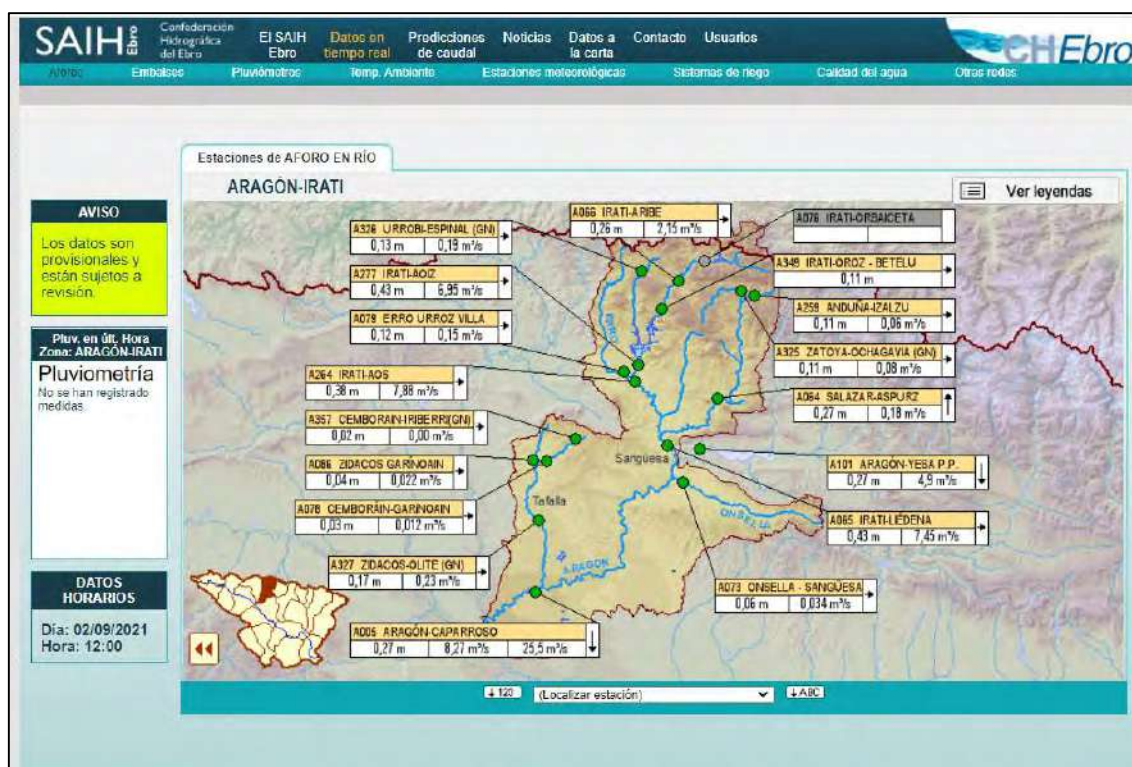 SAIH Ebro
Confederación
Hidrográfica
del Ebro
El SAIH
Ebro
Datos en
tiempo real
Predicciones
de caudal
Noticias
Datos a
la carta
Contacto
Usuarios
CHEbro
Aforos
Embalses
Pluviómetros
Temp. Ambiente
Estaciones meteorológicas
Sistemas de riego
Calidad del agua
Otras redes
Estaciones de AFORO EN RÍO
ARAGÓN-IRATI
Ver leyendas
AVISO
Los datos son
provisionales y
están sujetos a
revisión.
Pluv. en últ. Hora
Zona: ARAGÓN-IRATI
Pluviometría
No se han registrado
medidas.
DATOS
HORARIOS
Día: 02/09/2021
Hora: 12:00
A066 IRATI-ARIBE
0,26 m 2,15 m³/s
A076 IRATI-ORBAICETA
A326 URROBI-ESPINAL (GN)
0,13 m 0,19 m³/s
A277 IRATI-AOIZ
0,43 m 6,95 m³/s
A349 IRATI-OROZ - BETELU
0,11 m
A079 ERRO URROZ VILLA
0,12 m 0,15 m³/s
A259 ANDUÑA-IZALZU
0,11 m 0,06 m³/s
A264 IRATI-AOS
0,38 m 7,88 m³/s
A325 ZATOYA-OCHAGAVIA (GN)
0,11 m 0,08 m³/s
A064 SALAZAR-ASPURZ
0,27 m 0,18 m³/s
A357 CEMBORAIN-IRIBERRI(GN)
0,02 m 0,00 m³/s
A086 ZIDACOS GARÍNOAIN
0,04 m 0,022 m³/s
A101 ARAGÓN-YESA P.P.
0,27 m 4,9 m³/s
A078 CEMBORÁIN-GARINOAIN
0,03 m 0,012 m³/s
A065 IRATI-LIÉDENA
0,43 m 7,45 m³/s
A327 ZIDACOS-OLITE (GN)
0,17 m 0,23 m³/s
A073 ONSELLA - SANGÜESA
0,06 m 0,034 m³/s
A005 ARAGÓN-CAPARROSO
0,27 m 8,27 m³/s 25,5 m³/s
ERRO
Sangüesa
Tafalla
ONSELLA
ARAGON
123
(Localizar estación)
ABC